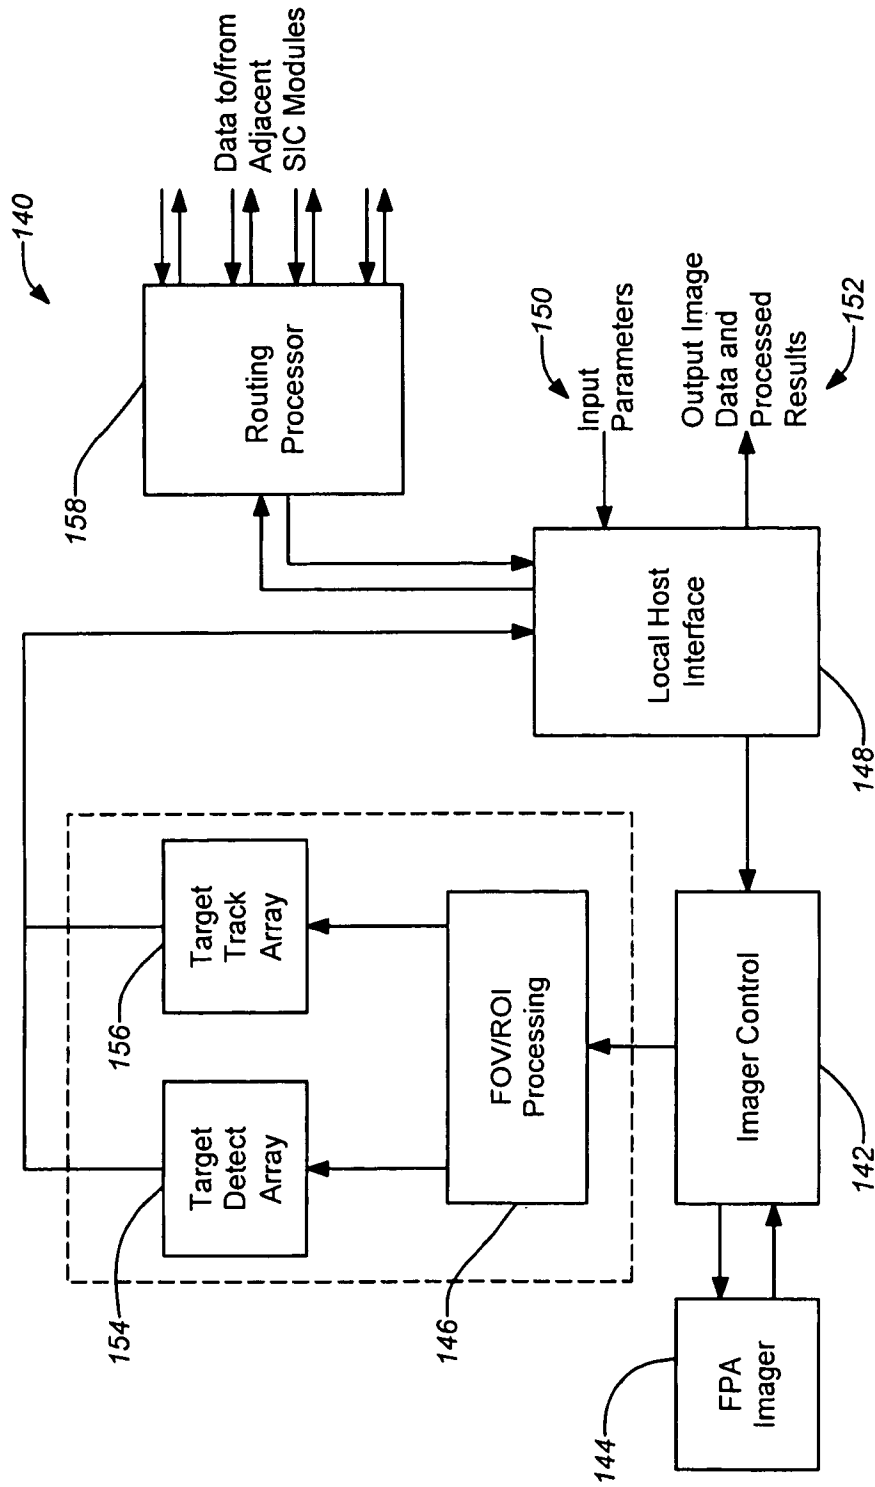 140
158
Routing
Processor
Data to/from
Adjacent
SIC Modules
156
Target
Track
Array
154
Target
Detect
Array
146
FOV/ROI
Processing
Local Host
Interface
148
150
Input
Parameters
Output Image
Data and
Processed
Results
152
144
FPA
Imager
Imager Control
142